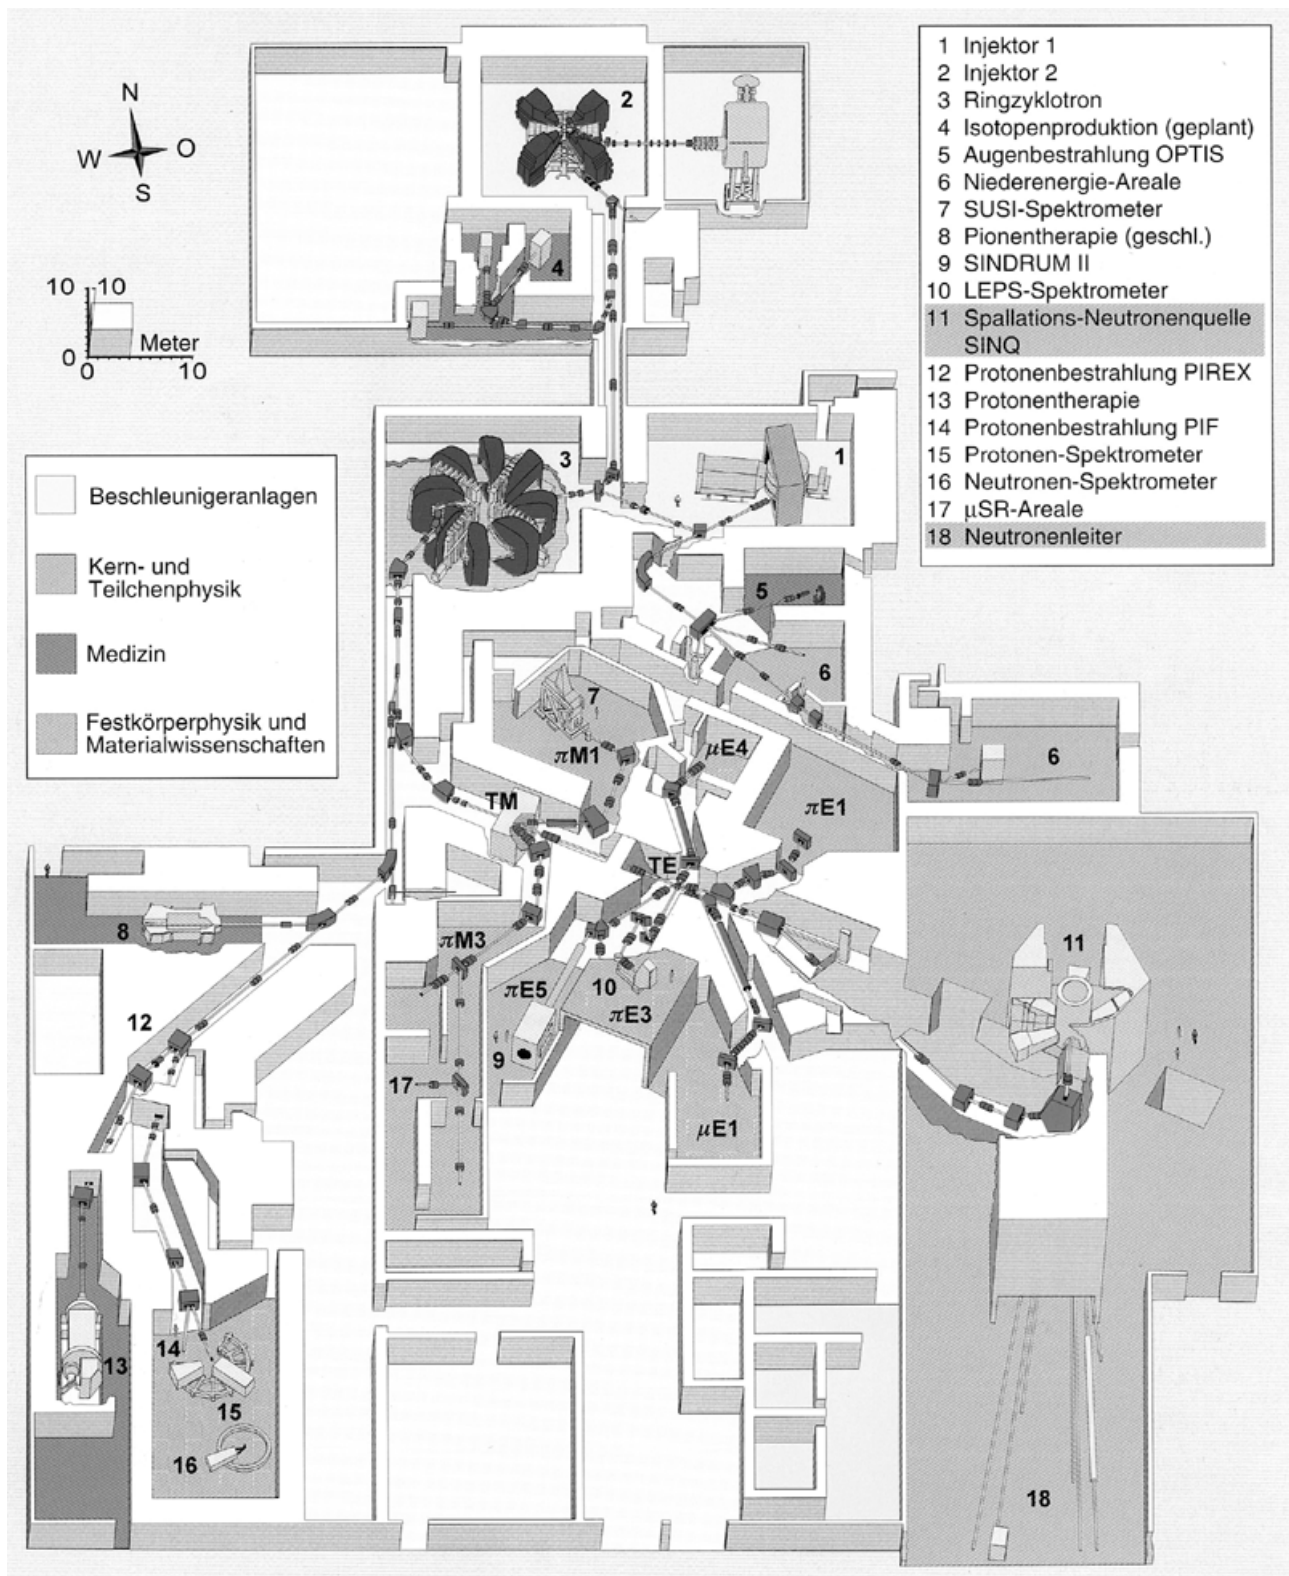 1 Injektor 1
2 Injektor 2
3 Ringzyklotron
4 Isotopenproduktion (geplant)
5 Augenbestrahlung OPTIS
6 Niederenergie-Areale
7 SUSI-Spektrometer
8 Pionentherapie (geschl.)
9 SINDRUM II
10 LEPS-Spektrometer
11 Spallations-Neutronenquelle
SINQ
12 Protonenbestrahlung PIREX
13 Protonentherapie
14 Protonenbestrahlung PIF
15 Protonen-Spektrometer
16 Neutronen-Spektrometer
17 μSR-Areale
18 Neutronenleiter
N
W O
S
10 10
Meter
0
0 10
Beschleunigeranlagen
Kern- und
Teilchenphysik
Medizin
Festkörperphysik und
Materialwissenschaften
2
4
3
1
5
6
7
πM1
μE4
6
TM
πE1
TE
8
πM3
11
πE5
10
πE3
12
9
17
μE1
14
13
15
16
18